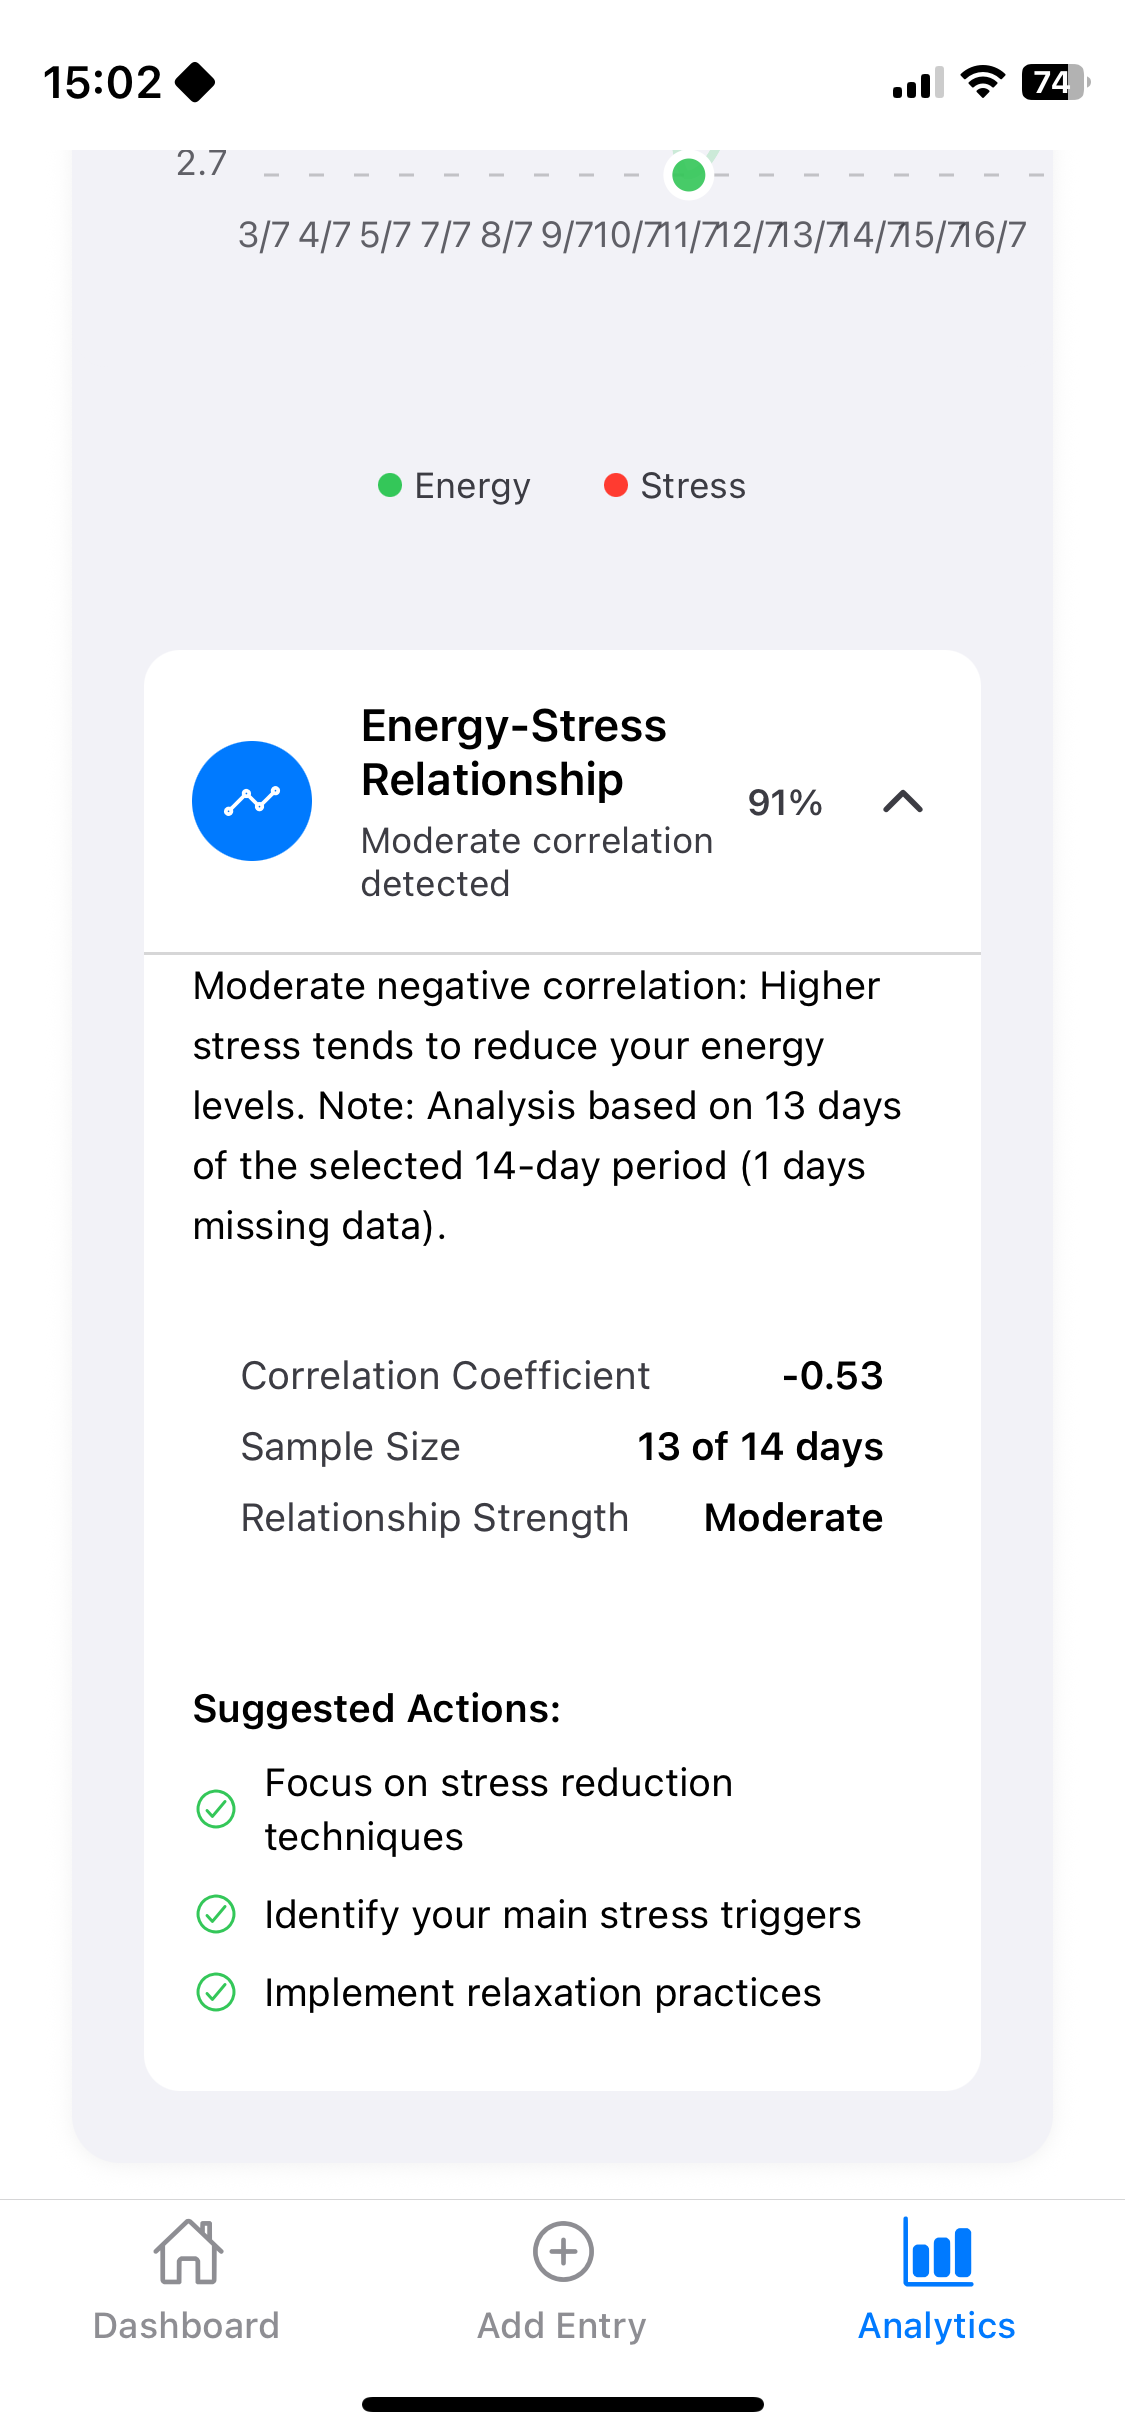 15:02
74
2.7
3/7 4/7 5/7 7/7 8/7 9/7 10/7 11/7 12/7 13/7 14/7 15/7 16/7
Energy Stress
Energy-Stress
Relationship
91%
Moderate correlation
detected
Moderate negative correlation: Higher
stress tends to reduce your energy
levels. Note: Analysis based on 13 days
of the selected 14-day period (1 days
missing data).
Correlation Coefficient -0.53
Sample Size 13 of 14 days
Relationship Strength Moderate
Suggested Actions:
Focus on stress reduction
techniques
Identify your main stress triggers
Implement relaxation practices
Dashboard Add Entry Analytics